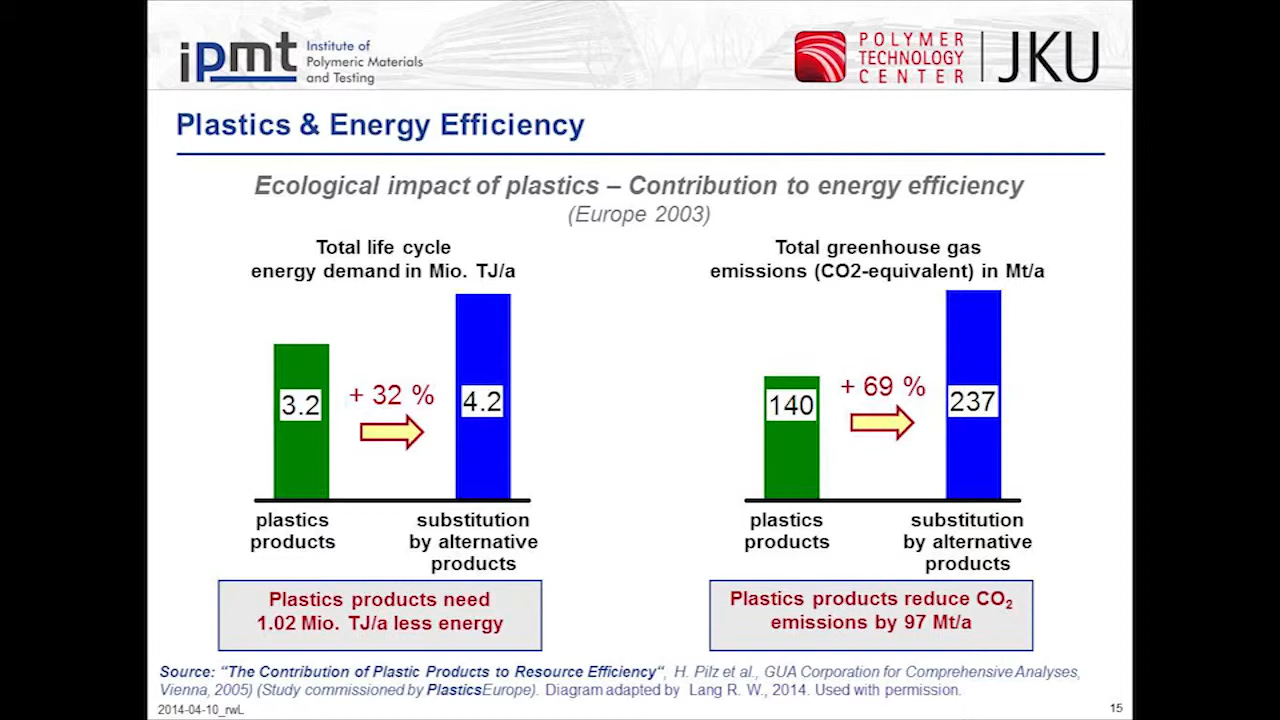 ipmt Institute of
Polymeric Materials
and Testing
POLYMER
TECHNOLOGY
CENTER
JKU
Plastics & Energy Efficiency
Ecological impact of plastics – Contribution to energy efficiency
(Europe 2003)
Total life cycle
energy demand in Mio. TJ/a
3.2
+ 32 %
4.2
plastics
products
substitution
by alternative
products
Plastics products need
1.02 Mio. TJ/a less energy
Total greenhouse gas
emissions (CO2-equivalent) in Mt/a
140
+ 69 %
237
plastics
products
substitution
by alternative
products
Plastics products reduce CO₂
emissions by 97 Mt/a
Source: “The Contribution of Plastic Products to Resource Efficiency“, H. Pilz et al., GUA Corporation for Comprehensive Analyses,
Vienna, 2005) (Study commissioned by PlasticsEurope). Diagram adapted by Lang R. W., 2014. Used with permission.
2014-04-10_rwL
15